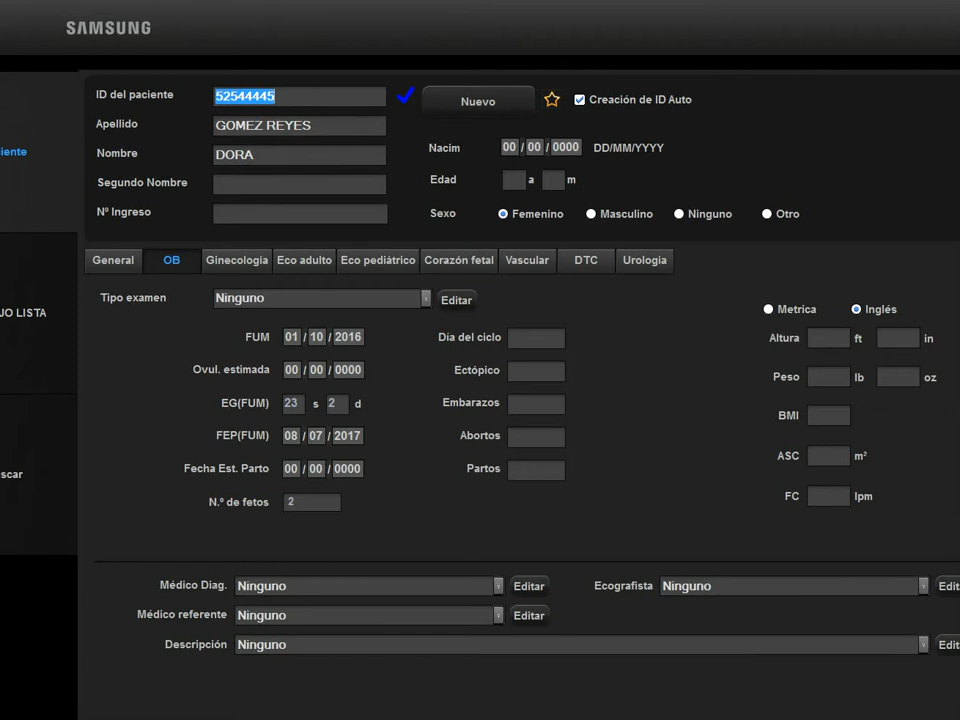 SAMSUNG
ID del paciente 52544445 Nuevo Creación de ID Auto
Apellido GOMEZ REYES
Nombre DORA Nacim 00 / 00 / 0000 DD/MM/YYYY
iente
Segundo Nombre Edad a m
Nº Ingreso Sexo Femenino Masculino Ninguno Otro
General OB Ginecología Eco adulto Eco pediátrico Corazón fetal Vascular DTC Urología
Tipo examen Ninguno Editar
JO LISTA
Metrica Inglés
FUM 01 / 10 / 2016 Día del ciclo Altura ft in
Ovul. estimada 00 / 00 / 0000 Ectópico Peso lb oz
EG(FUM) 23 s 2 d Embarazos BMI
FEP(FUM) 08 / 07 / 2017 Abortos ASC m²
Fecha Est. Parto 00 / 00 / 0000 Partos
scar
N.º de fetos 2 FC lpm
Médico Diag. Ninguno Editar Ecografista Ninguno Edit
Médico referente Ninguno Editar
Descripción Ninguno Edit